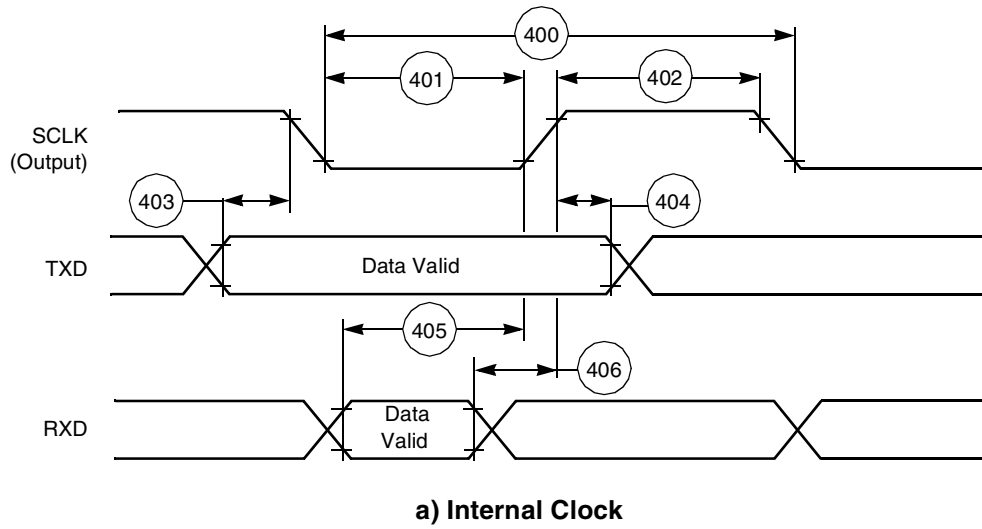 400
401
402
SCLK
(Output)
403
404
TXD
Data Valid
405
406
RXD
Data
Valid
a) Internal Clock